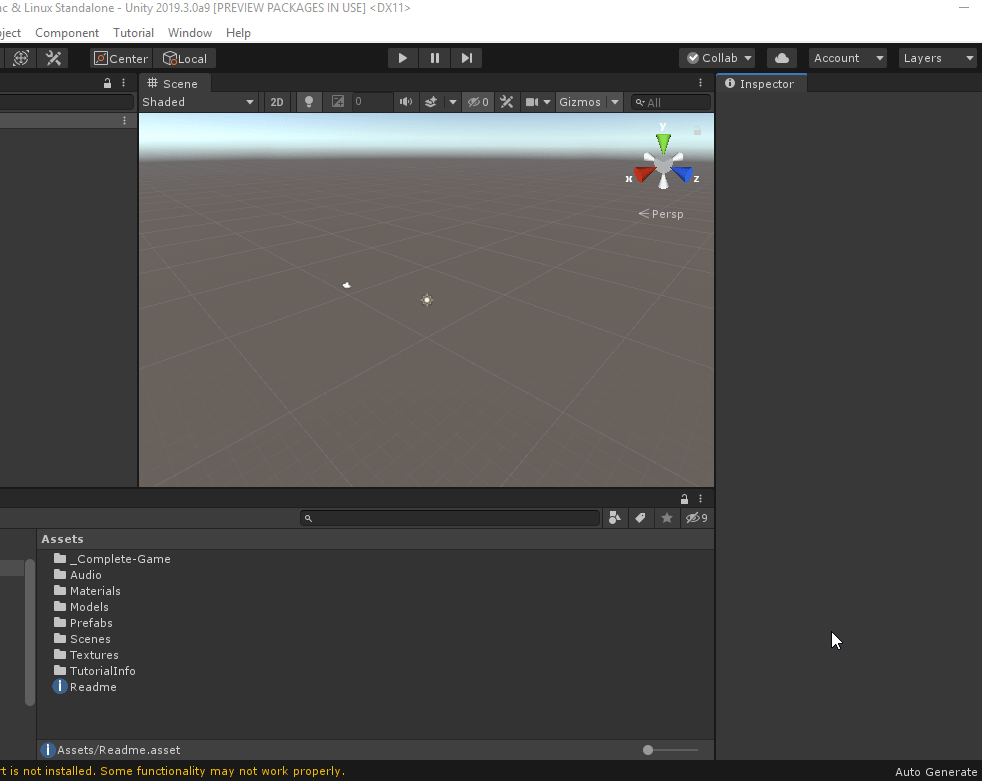 nc & Linux Standalone - Unity 2019.3.0a9 [PREVIEW PACKAGES IN USE] <DX11>
ject Component Tutorial Window Help
Center Local Collab Account Layers
Scene Inspector
Shaded 2D 0 0 Gizmos All
y
x z
Persp
9
Assets
_Complete-Game
Audio
Materials
Models
Prefabs
Scenes
Textures
TutorialInfo
Readme
Assets/Readme.asset
rt is not installed. Some functionality may not work properly.
Auto Generate